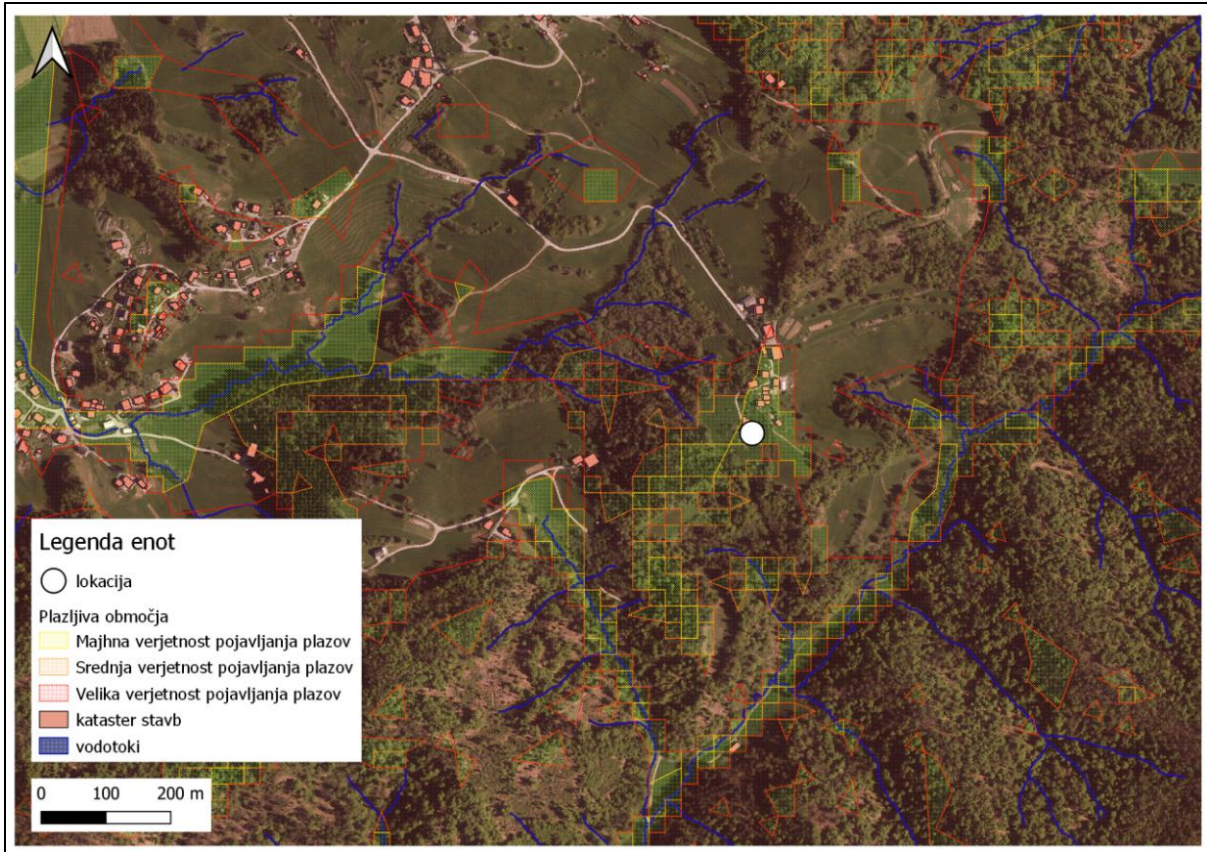 Legenda enot
lokacija
Plazljiva območja
Majhna verjetnost pojavljanja plazov
Srednja verjetnost pojavljanja plazov
Velika verjetnost pojavljanja plazov
kataster stavb
vodotoki
0 100 200 m